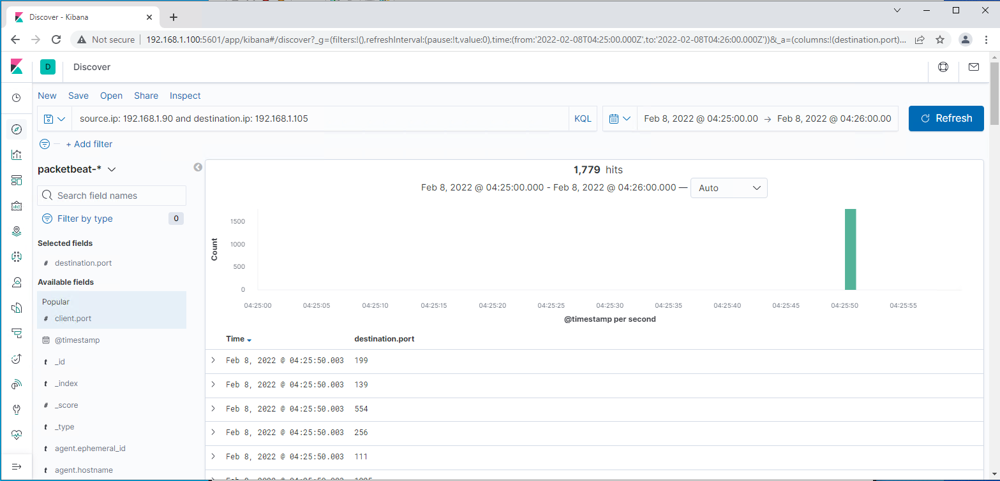 Discover - Kibana
Not secure 192.168.1.100:5601/app/kibana#/discover?_g=(filters:!(),refreshInterval:(pause:!t,value:0),time:(from:'2022-02-08T04:25:00.000Z',to:'2022-02-08T04:26:00.000Z'))&_a=(columns:!(destination.port)...
D Discover
New Save Open Share Inspect
source.ip: 192.168.1.90 and destination.ip: 192.168.1.105 KQL Feb 8, 2022 @ 04:25:00.00 → Feb 8, 2022 @ 04:26:00.00 Refresh
+ Add filter
packetbeat-*
Search field names
Filter by type 0
Selected fields
# destination.port
Available fields
Popular
# client.port
@timestamp
t _id
t _index
# _score
t _type
t agent.ephemeral_id
t agent.hostname
1,779 hits
Feb 8, 2022 @ 04:25:00.000 - Feb 8, 2022 @ 04:26:00.000 — Auto
Count
1500
1000
500
0
04:25:00 04:25:05 04:25:10 04:25:15 04:25:20 04:25:25 04:25:30 04:25:35 04:25:40 04:25:45 04:25:50 04:25:55
@timestamp per second
Time destination.port
Feb 8, 2022 @ 04:25:50.003 199
Feb 8, 2022 @ 04:25:50.003 139
Feb 8, 2022 @ 04:25:50.003 554
Feb 8, 2022 @ 04:25:50.003 256
Feb 8, 2022 @ 04:25:50.003 111